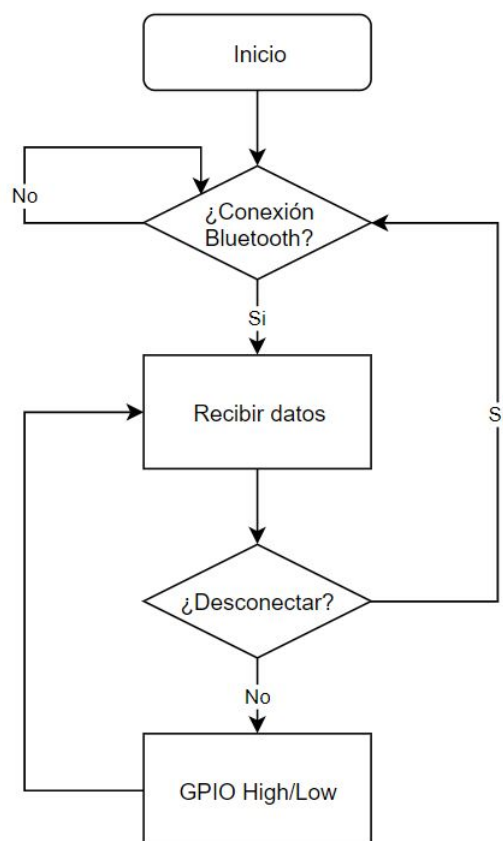 Inicio
No
¿Conexión
Bluetooth?
Si
Recibir datos
S
¿Desconectar?
No
GPIO High/Low